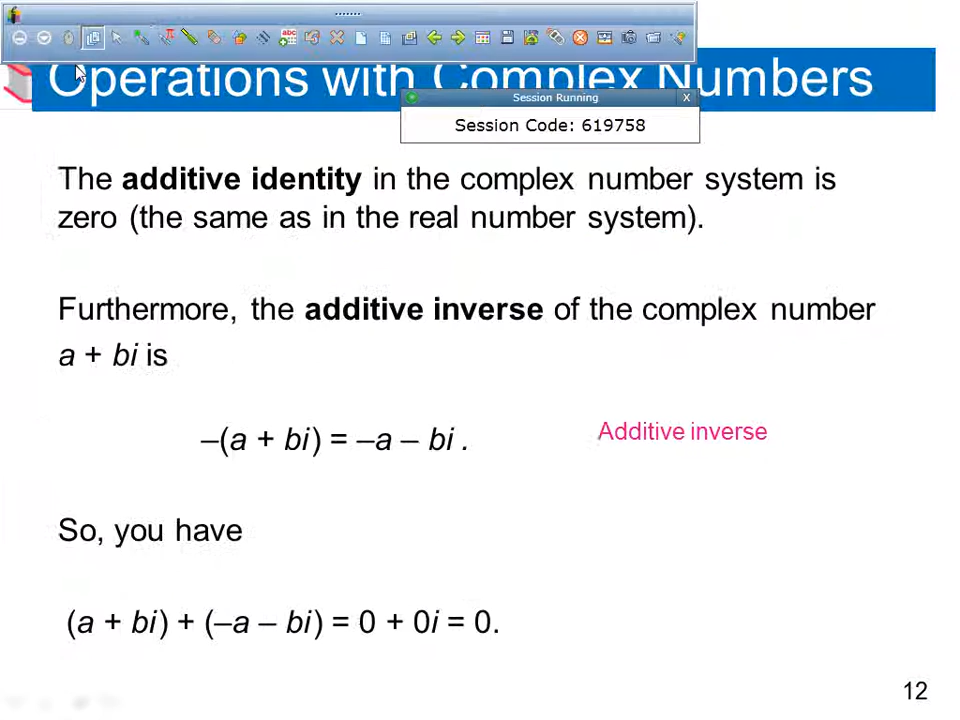 Operations with Complex Numbers
Session Running
X
Session Code: 619758
The additive identity in the complex number system is
zero (the same as in the real number system).
Furthermore, the additive inverse of the complex number
a + bi is
–(a + bi) = –a – bi .
Additive inverse
So, you have
(a + bi) + (–a – bi) = 0 + 0i = 0.
12